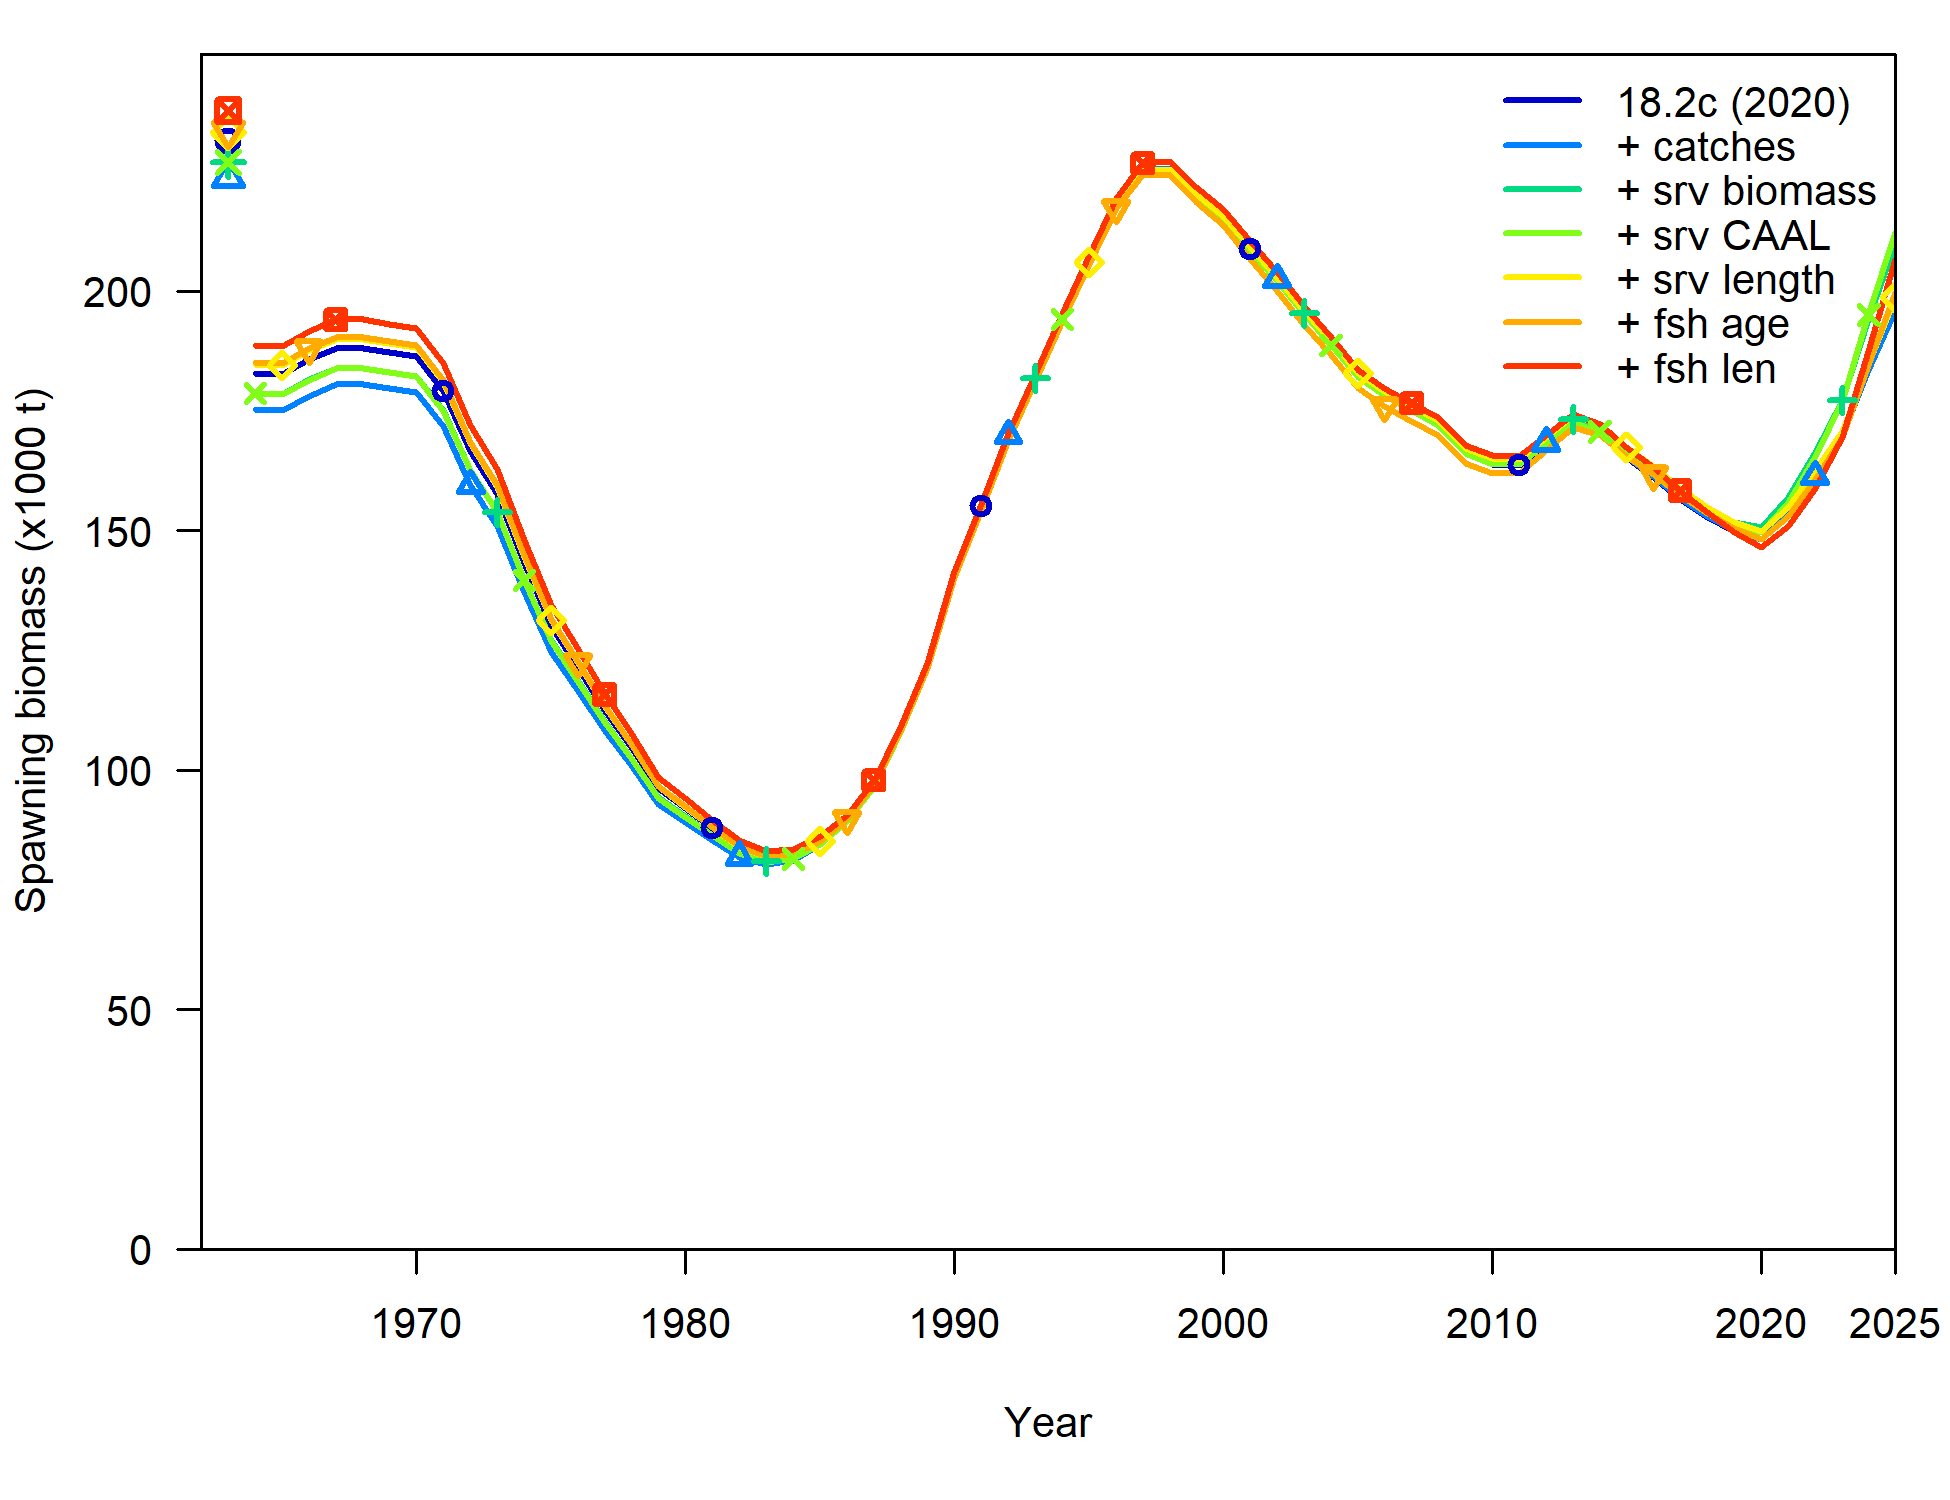 18.2c (2020)
+ catches
+ srv biomass
+ srv CAAL
+ srv length
+ fsh age
+ fsh len
Spawning biomass (x1000 t)
200
150
100
50
0
1970 1980 1990 2000 2010 2020 2025
Year